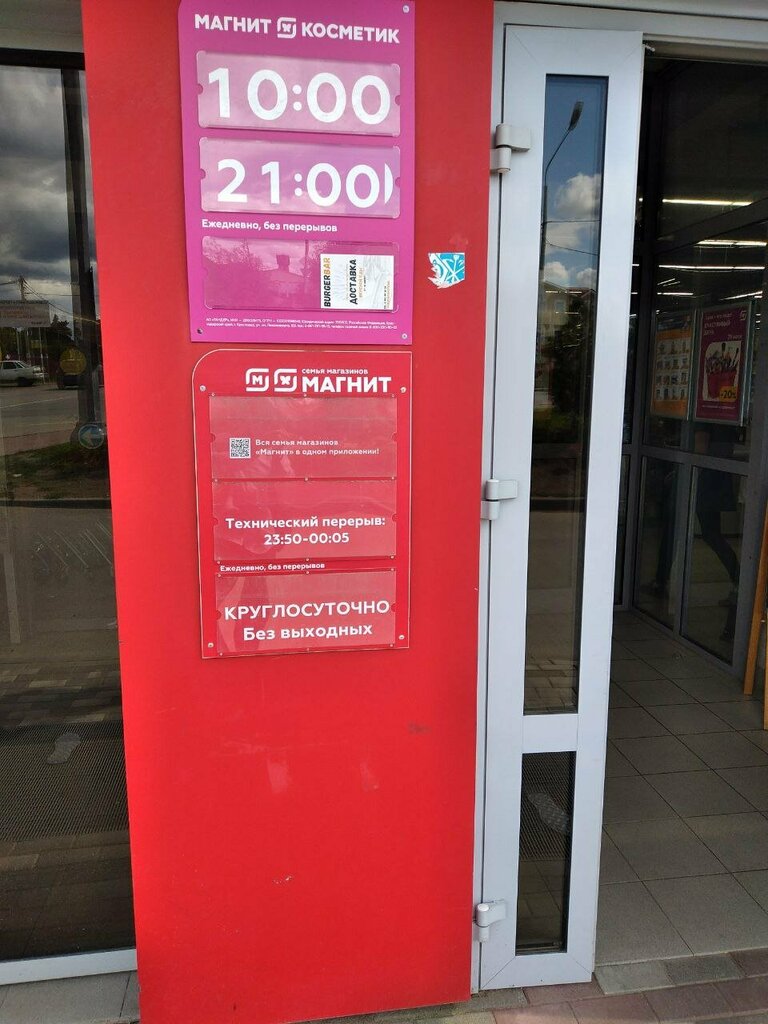 МАГНИТ КОСМЕТИК
10:00
21:00
Ежедневно, без перерывов
BURGERBAR
ДОСТАВКА
семья магазинов
МАГНИТ
Вся семья магазинов
«Магнит» в одном приложении!
Технический перерыв:
23:50-00:05
Ежедневно, без перерывов
КРУГЛОСУТОЧНО
Без выходных